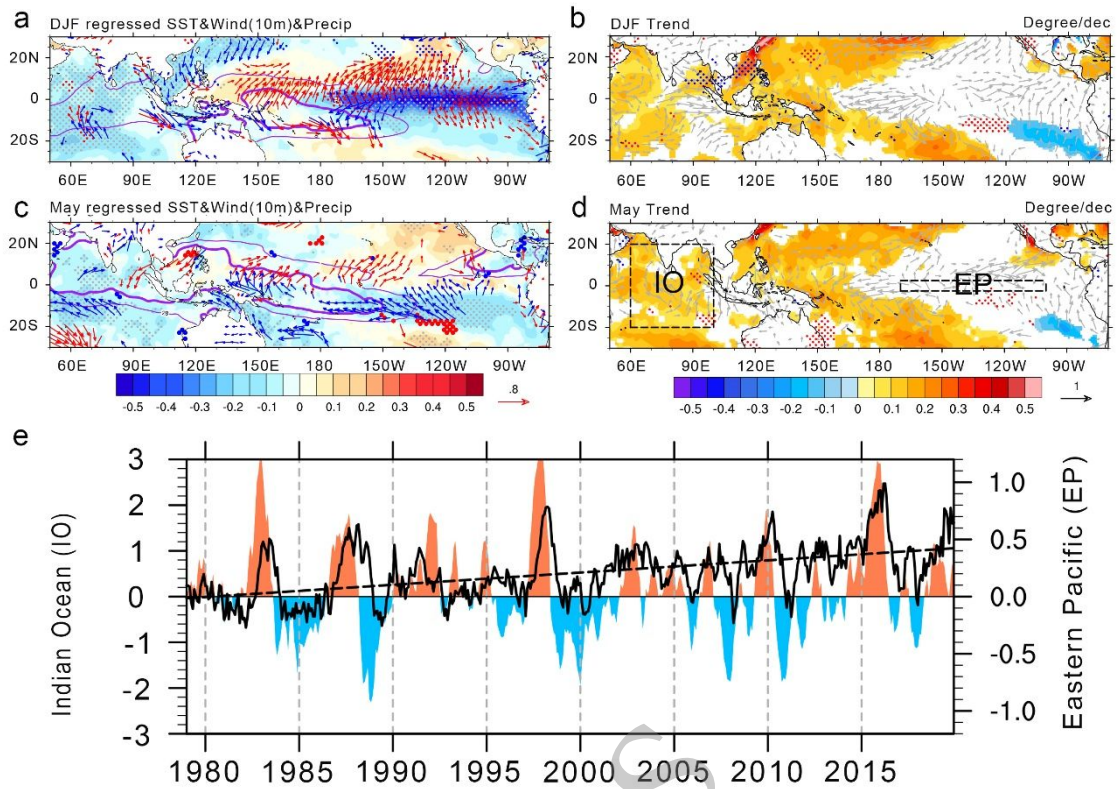 a
DJF regressed SST&Wind(10m)&Precip
20N
0
20S
60E 90E 120E 150E 180 150W 120W 90W
b
DJF Trend Degree/dec
20N
0
20S
60E 90E 120E 150E 180 150W 120W 90W
c
May regressed SST&Wind(10m)&Precip
20N
0
20S
60E 90E 120E 150E 180 150W 120W 90W
-0.5 -0.4 -0.3 -0.2 -0.1 0 0.1 0.2 0.3 0.4 0.5
.8
d
May Trend Degree/dec
20N
0
20S
IO
EP
60E 90E 120E 150E 180 150W 120W 90W
-0.5 -0.4 -0.3 -0.2 -0.1 0 0.1 0.2 0.3 0.4 0.5
1
e
Indian Ocean (IO)
3
2
1
0
-1
-2
-3
1.0
0.5
0.0
-0.5
-1.0
Eastern Pacific (EP)
1980 1985 1990 1995 2000 2005 2010 2015
S